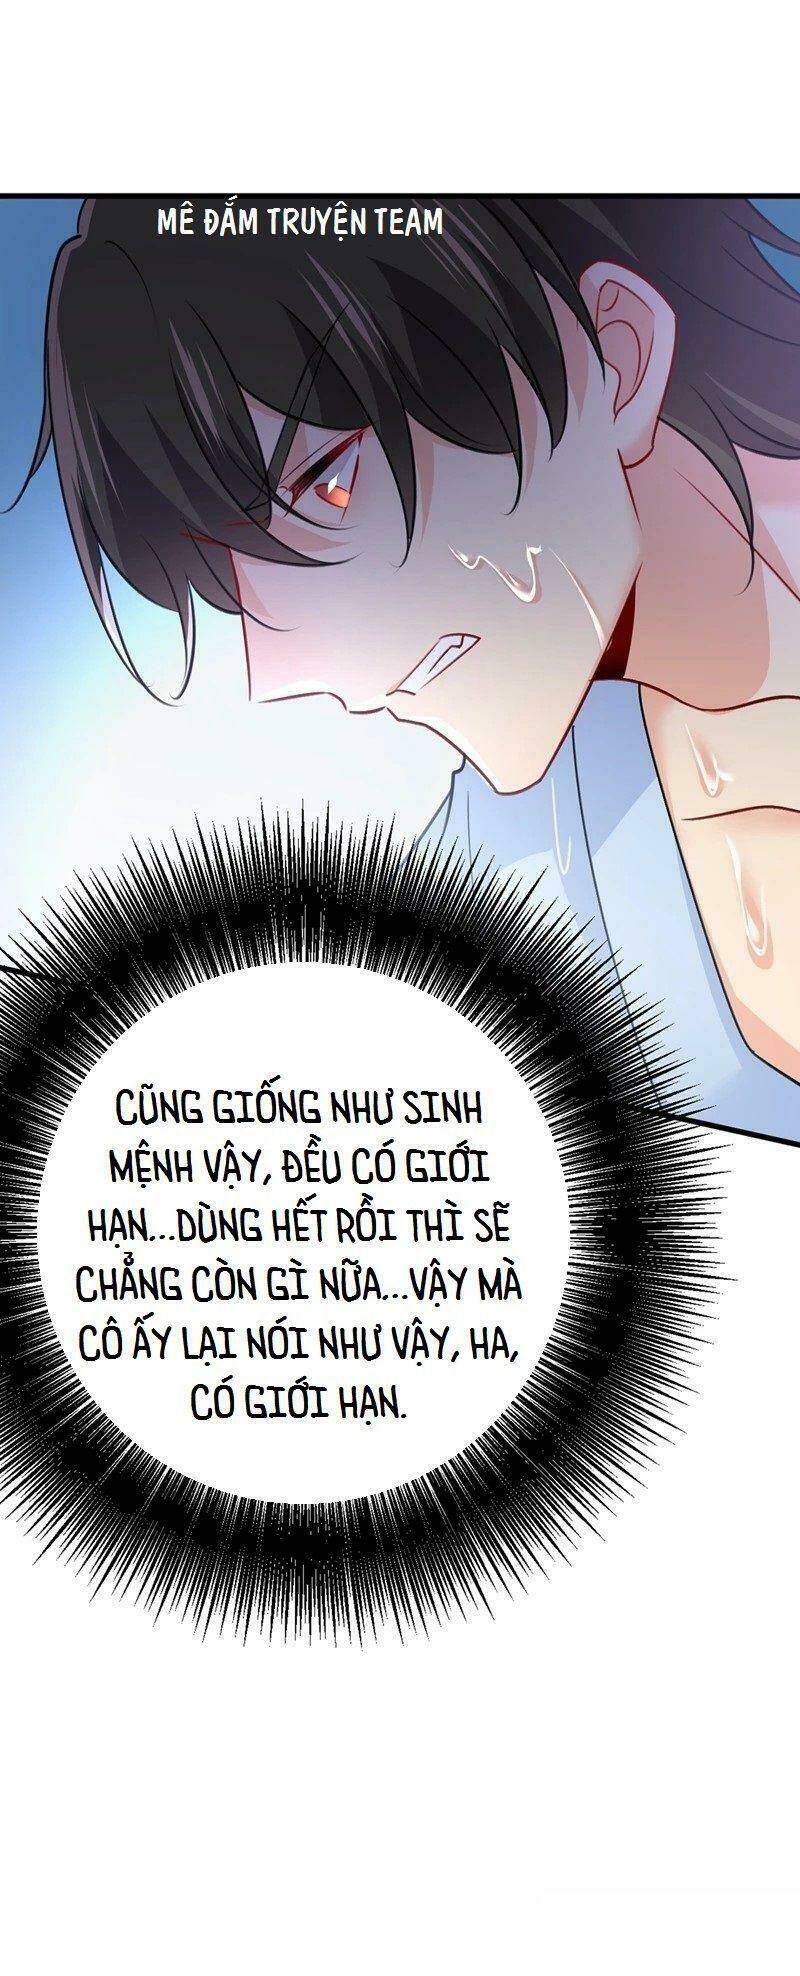 MÊ ĐẮM TRUYỆN TEAM
CŨNG GIỐNG NHƯ SINH
MỆNH VẬY, ĐỀU CÓ GIỚI
HẠN...DÙNG HẾT RỒI THÌ SẼ
CHẲNG CÒN GÌ NỮA...VẬY MÀ
CÔ ẤY LẠI NÓI NHƯ VẬY, HA,
CÓ GIỚI HẠN.